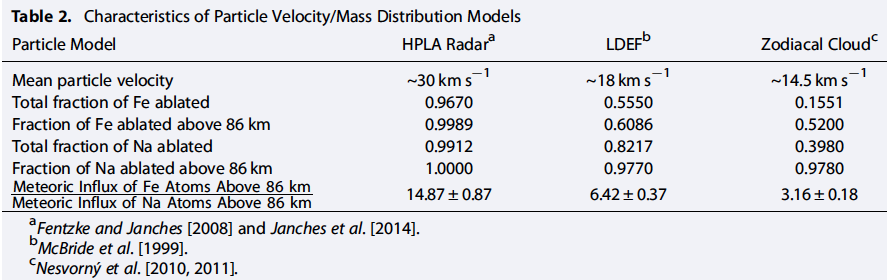 Table 2. Characteristics of Particle Velocity/Mass Distribution Models
Particle Model HPLA Radarᵃ LDEFᵇ Zodiacal Cloudᶜ
Mean particle velocity ~30 km s⁻¹ ~18 km s⁻¹ ~14.5 km s⁻¹
Total fraction of Fe ablated 0.9670 0.5550 0.1551
Fraction of Fe ablated above 86 km 0.9989 0.6086 0.5200
Total fraction of Na ablated 0.9912 0.8217 0.3980
Fraction of Na ablated above 86 km 1.0000 0.9770 0.9780
Meteoric Influx of Fe Atoms Above 86 km
Meteoric Influx of Na Atoms Above 86 km 14.87 ± 0.87 6.42 ± 0.37 3.16 ± 0.18
ᵃFentzke and Janches [2008] and Janches et al. [2014].
ᵇMcBride et al. [1999].
ᶜNesvorný et al. [2010, 2011].